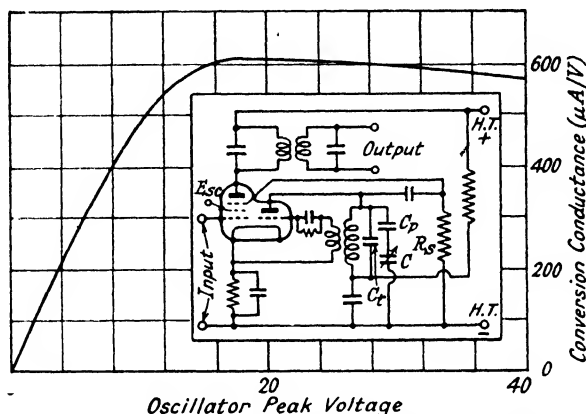 600
400
200
0
Conversion Conductance (µA/V)
H.T.
+
Output
Esc
Cp
Rs
C
Ct
Input
H.T.
-
20
40
Oscillator Peak Voltage